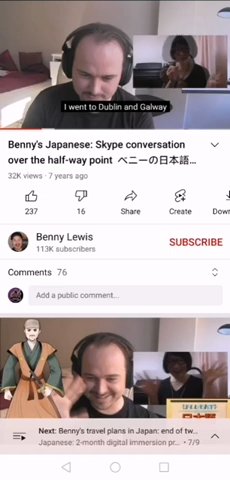 I went to Dublin and Galway
Benny's Japanese: Skype conversation
over the half-way point ベニーの日本語...
32K views · 7 years ago
237
16
Share
Create
Down
Benny Lewis
113K subscribers
SUBSCRIBE
Comments 76
Add a public comment...
Next: Benny's travel plans in Japan: end of tw...
Japanese: 2-month digital immersion pr... • 7/9